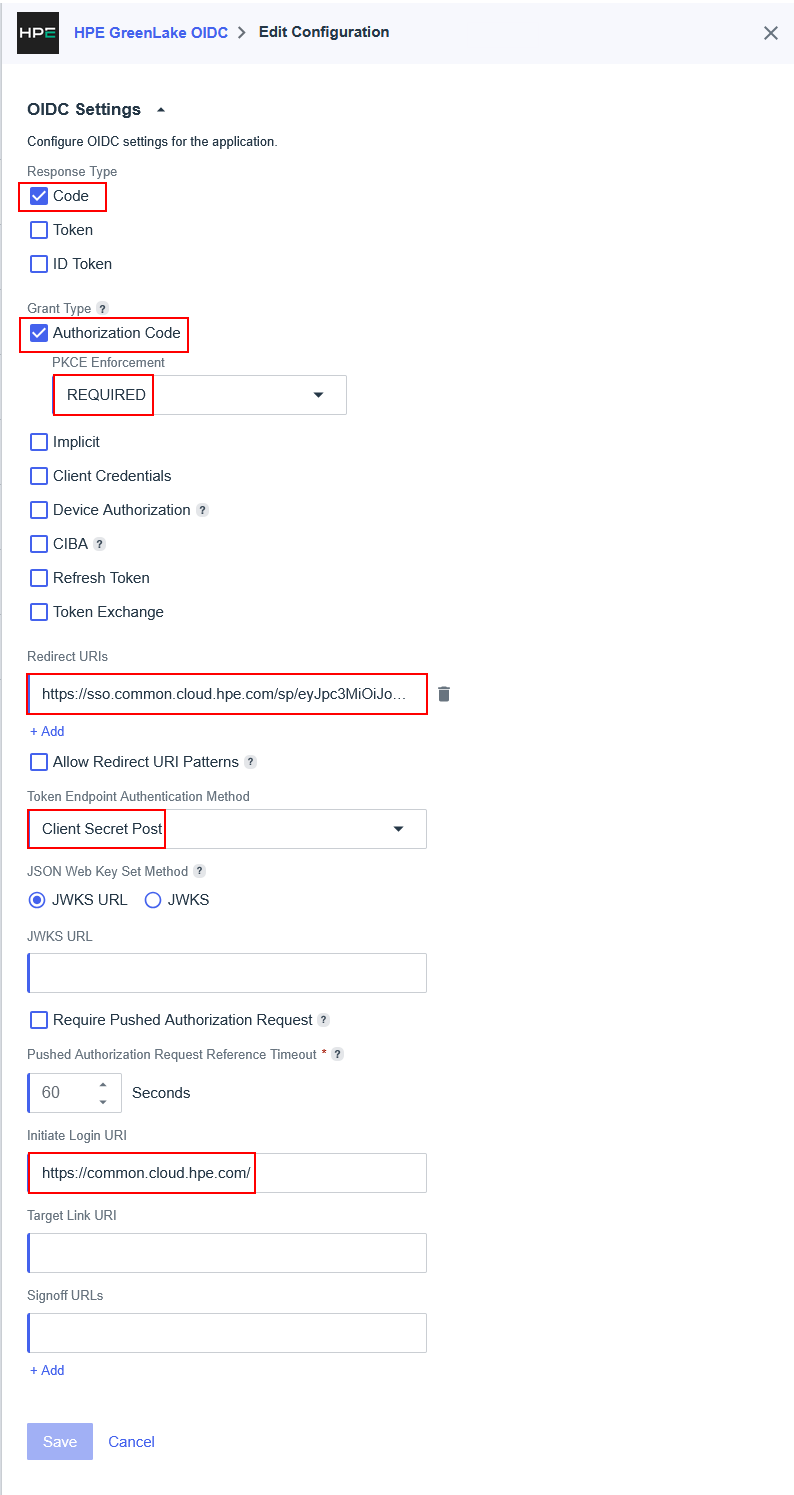 HPE HPE GreenLake OIDC > Edit Configuration
OIDC Settings
Configure OIDC settings for the application.
Response Type
Code
Token
ID Token
Grant Type ?
Authorization Code
PKCE Enforcement
REQUIRED
Implicit
Client Credentials
Device Authorization ?
CIBA ?
Refresh Token
Token Exchange
Redirect URIs
https://sso.common.cloud.hpe.com/sp/eyJpc3MiOiJo...
+ Add
Allow Redirect URI Patterns ?
Token Endpoint Authentication Method
Client Secret Post
JSON Web Key Set Method ?
JWKS URL JWKS
JWKS URL
Require Pushed Authorization Request ?
Pushed Authorization Request Reference Timeout * ?
60 Seconds
Initiate Login URI
https://common.cloud.hpe.com/
Target Link URI
Signoff URLs
+ Add
Save Cancel